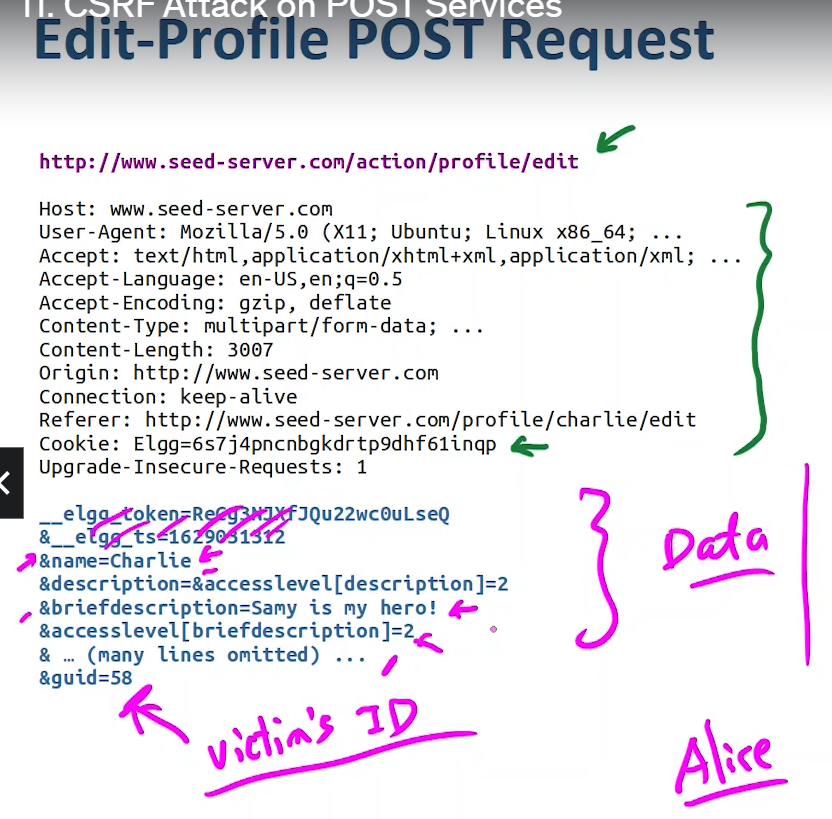 11. CSRF Attack on POST Services
Edit-Profile POST Request
http://www.seed-server.com/action/profile/edit
Host: www.seed-server.com
User-Agent: Mozilla/5.0 (X11; Ubuntu; Linux x86_64; ...
Accept: text/html,application/xhtml+xml,application/xml; ...
Accept-Language: en-US,en;q=0.5
Accept-Encoding: gzip, deflate
Content-Type: multipart/form-data; ...
Content-Length: 3007
Origin: http://www.seed-server.com
Connection: keep-alive
Referer: http://www.seed-server.com/profile/charlie/edit
Cookie: Elgg=6s7j4pncnbgkdrtp9dhf61inqp
Upgrade-Insecure-Requests: 1
__elgg_token=ReGg3NJXfJQu22wc0uLseQ
&__elgg_ts=1629031312
&name=Charlie
&description=&accesslevel[description]=2
&briefdescription=Samy is my hero!
&accesslevel[briefdescription]=2
& … (many lines omitted) ...
&guid=58
Data
victim's ID
Alice